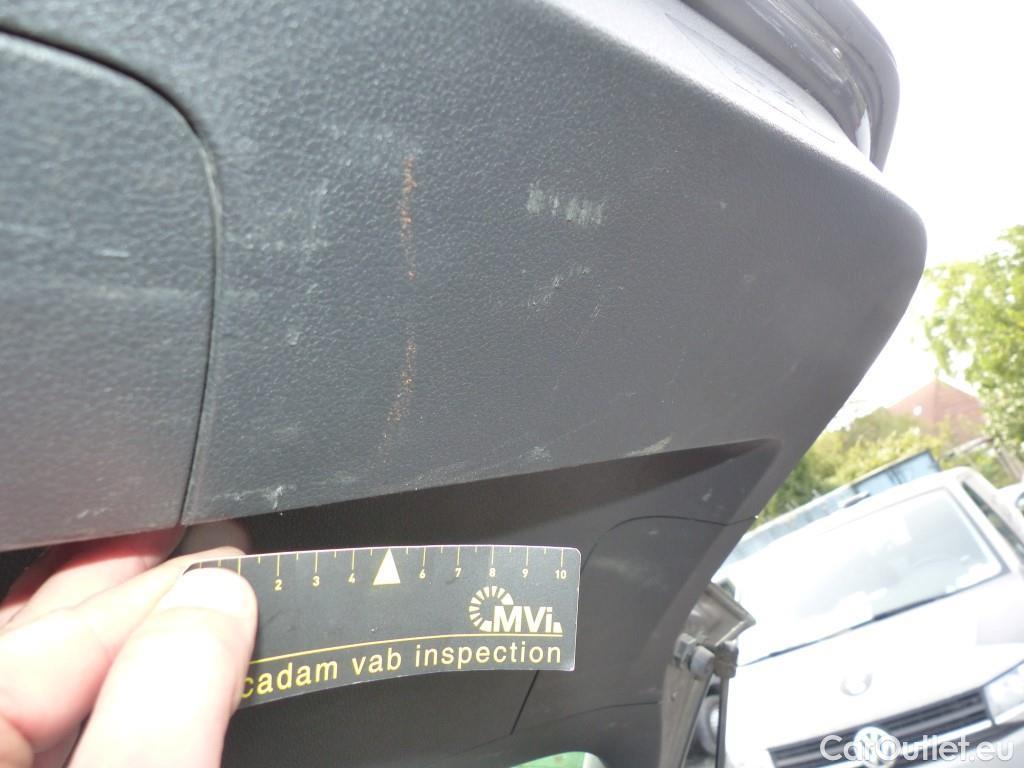 2 3 4 6 7 8 9 10
MVi
cadam vab inspection
CarOutlet.eu